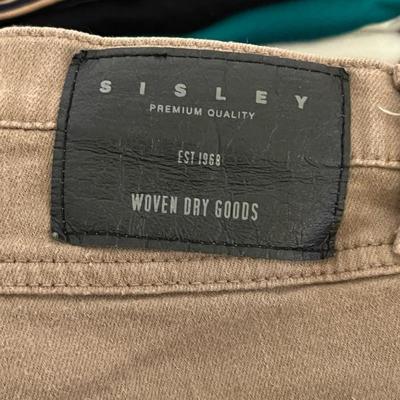 SISLEY
PREMIUM QUALITY
EST 1968
WOVEN DRY GOODS